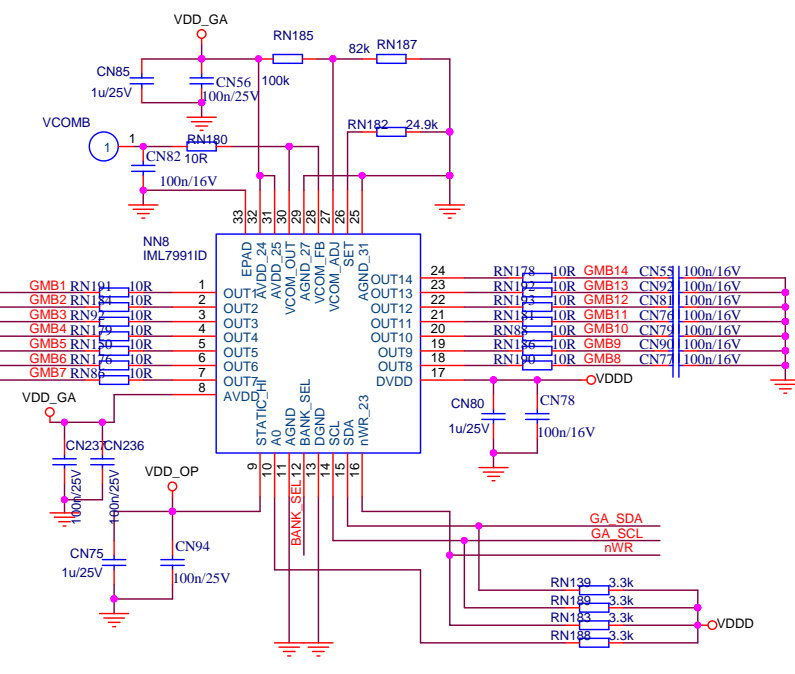 VDD_GA
RN185
82k RN187
CN85
1u/25V
CN56
100n/25V
100k
VCOMB
1
1
RN180
10R
CN82
100n/16V
RN182 24.9k
33
32
31
30
29
28
27
26
25
NN8
IML7991ID
EPAD
AVDD_24
AVDD_25
VCOM_OUT
AGND_27
VCOM_FB
VCOM_ADJ
SET
AGND_31
GMB1 RN191 10R 1 OUT1
GMB2 RN184 10R 2 OUT2
GMB3 RN92 10R 3 OUT3
GMB4 RN179 10R 4 OUT4
GMB5 10R 5 OUT5
GMB6 RN176 10R 6 OUT6
GMB7 10R 7 OUT7
8 AVDD
OUT14 24 RN178 10R GMB14 CN55 100n/16V
OUT13 23 RN192 10R GMB13 CN92 100n/16V
OUT12 22 RN193 10R GMB12 CN81 100n/16V
OUT11 21 RN181 10R GMB11 CN76 100n/16V
OUT10 20 RN88 10R GMB10 CN79 100n/16V
OUT9 19 RN186 10R GMB9 CN90 100n/16V
OUT8 18 RN190 10R GMB8 CN77 100n/16V
DVDD 17
VDDD
CN80
1u/25V
CN78
100n/16V
STATIC_HI
A0
AGND
BANK_SEL
DGND
SCL
SDA
nWR_23
9
10
11
12
13
14
15
16
BANK_SEL
VDD_GA
CN237
CN236
100n/25V
100n/25V
VDD_OP
CN75
1u/25V
CN94
100n/25V
GA_SDA
GA_SCL
nWR
RN139 3.3k
RN189 3.3k
RN183 3.3k
RN188 3.3k
VDDD